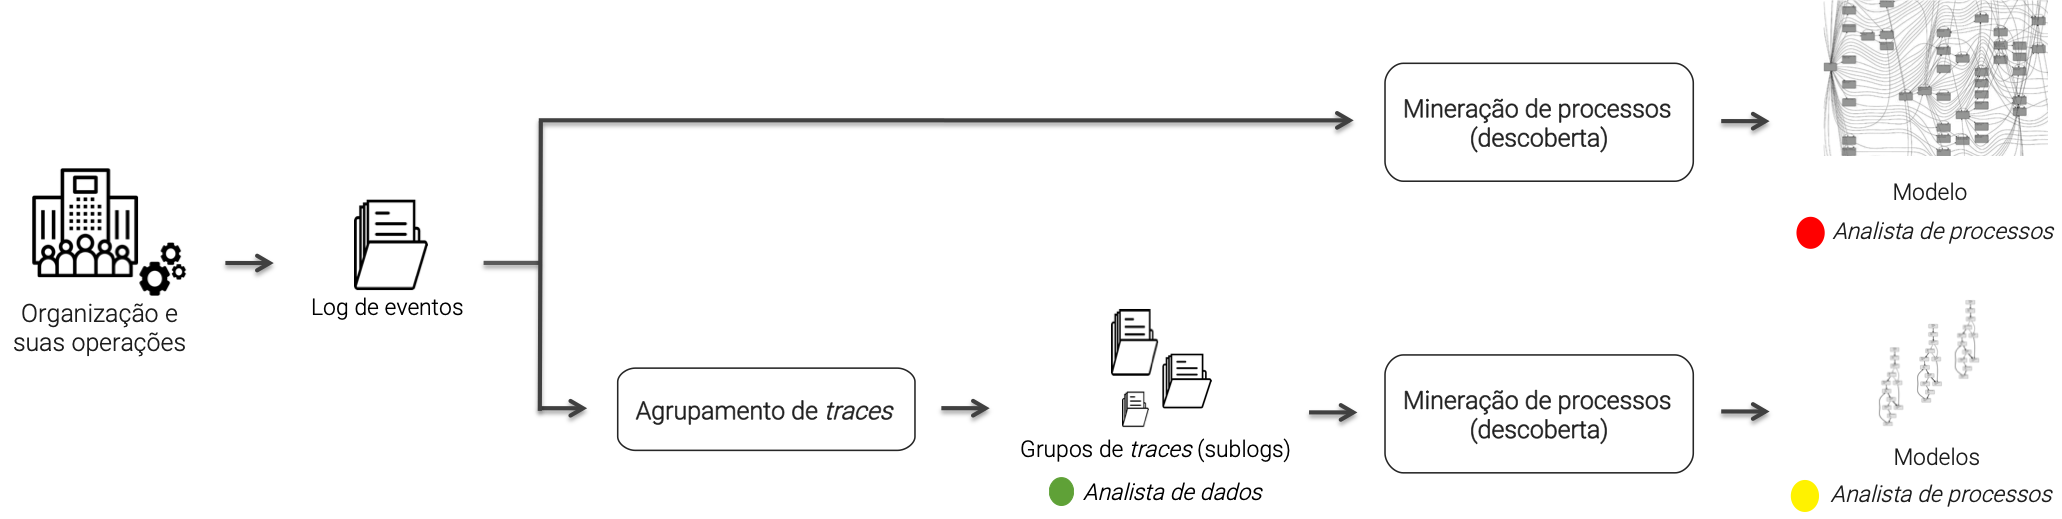 Organização e
suas operações
Log de eventos
Mineração de processos
(descoberta)
Modelo
Analista de processos
Agrupamento de traces
Grupos de traces (sublogs)
Analista de dados
Mineração de processos
(descoberta)
Modelos
Analista de processos